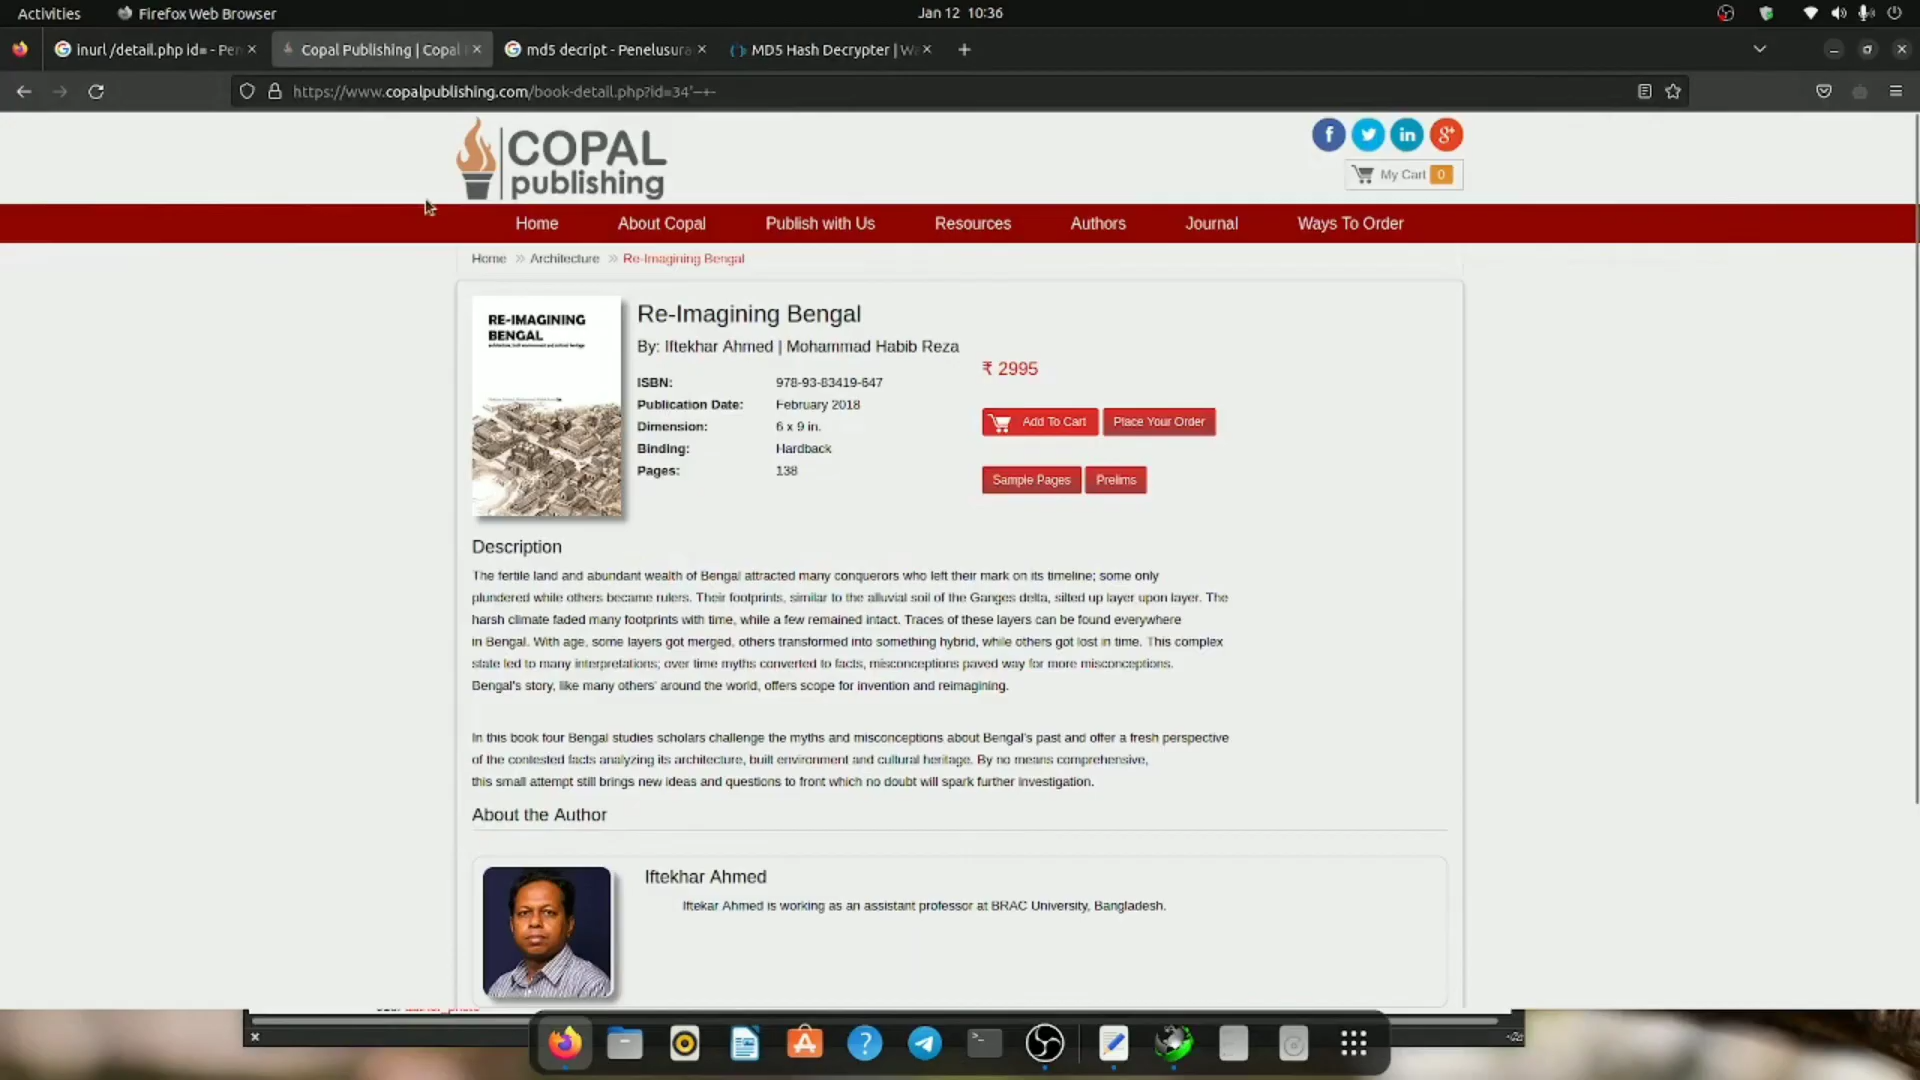 Activities
Firefox Web Browser
Jan 12 10:36
inurl /detail.php id= - Pen
Copal Publishing | Copal
md5 decript - Penelusura
MD5 Hash Decrypter | W
https://www.copalpublishing.com/book-detail.php?id=34'--+-
COPAL
publishing
My Cart 0
Home
About Copal
Publish with Us
Resources
Authors
Journal
Ways To Order
Home » Architecture » Re-Imagining Bengal
RE-IMAGINING
BENGAL
Re-Imagining Bengal
By: Iftekhar Ahmed | Mohammad Habib Reza
₹ 2995
ISBN: 978-93-83419-647
Publication Date: February 2018
Dimension: 6 x 9 in.
Binding: Hardback
Pages: 138
Add To Cart
Place Your Order
Sample Pages
Prelims
Description
The fertile land and abundant wealth of Bengal attracted many conquerors who left their mark on its timeline; some only
plundered while others became rulers. Their footprints, similar to the alluvial soil of the Ganges delta, silted up layer upon layer. The
harsh climate faded many footprints with time, while a few remained intact. Traces of these layers can be found everywhere
in Bengal. With age, some layers got merged, others transformed into something hybrid, while others got lost in time. This complex
state led to many interpretations; over time myths converted to facts, misconceptions paved way for more misconceptions.
Bengal's story, like many others' around the world, offers scope for invention and reimagining.
In this book four Bengal studies scholars challenge the myths and misconceptions about Bengal's past and offer a fresh perspective
of the contested facts analyzing its architecture, built environment and cultural heritage. By no means comprehensive,
this small attempt still brings new ideas and questions to front which no doubt will spark further investigation.
About the Author
Iftekhar Ahmed
Iftekar Ahmed is working as an assistant professor at BRAC University, Bangladesh.